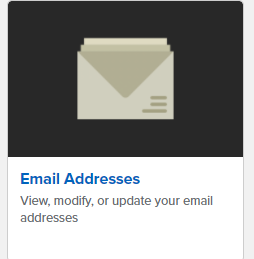 Email Addresses
View, modify, or update your email
addresses